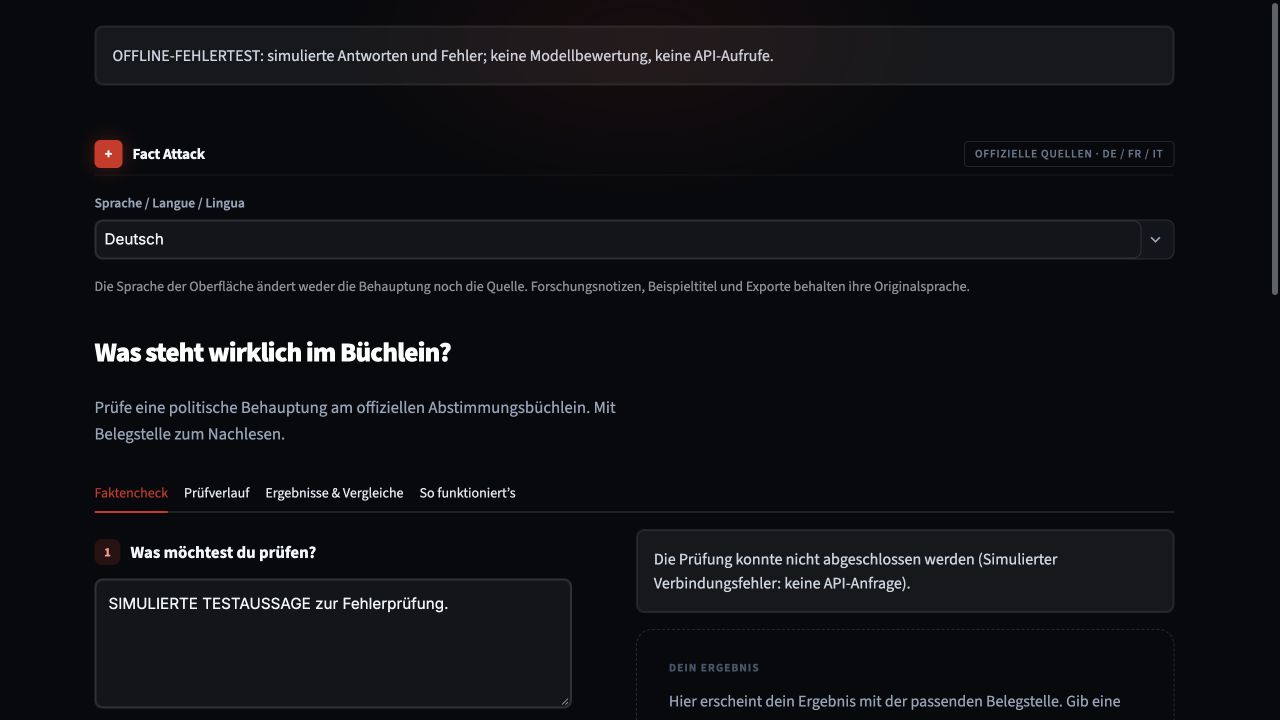 OFFLINE-FEHLERTEST: simulierte Antworten und Fehler; keine Modellbewertung, keine API-Aufrufe.
+ Fact Attack
OFFIZIELLE QUELLEN · DE / FR / IT
Sprache / Langue / Lingua
Deutsch
Die Sprache der Oberfläche ändert weder die Behauptung noch die Quelle. Forschungsnotizen, Beispieltitel und Exporte behalten ihre Originalsprache.
Was steht wirklich im Büchlein?
Prüfe eine politische Behauptung am offiziellen Abstimmungsbüchlein. Mit
Belegstelle zum Nachlesen.
Faktencheck Prüfverlauf Ergebnisse & Vergleiche So funktioniert’s
1 Was möchtest du prüfen?
SIMULIERTE TESTAUSSAGE zur Fehlerprüfung.
Die Prüfung konnte nicht abgeschlossen werden (Simulierter
Verbindungsfehler: keine API-Anfrage).
DEIN ERGEBNIS
Hier erscheint dein Ergebnis mit der passenden Belegstelle. Gib eine